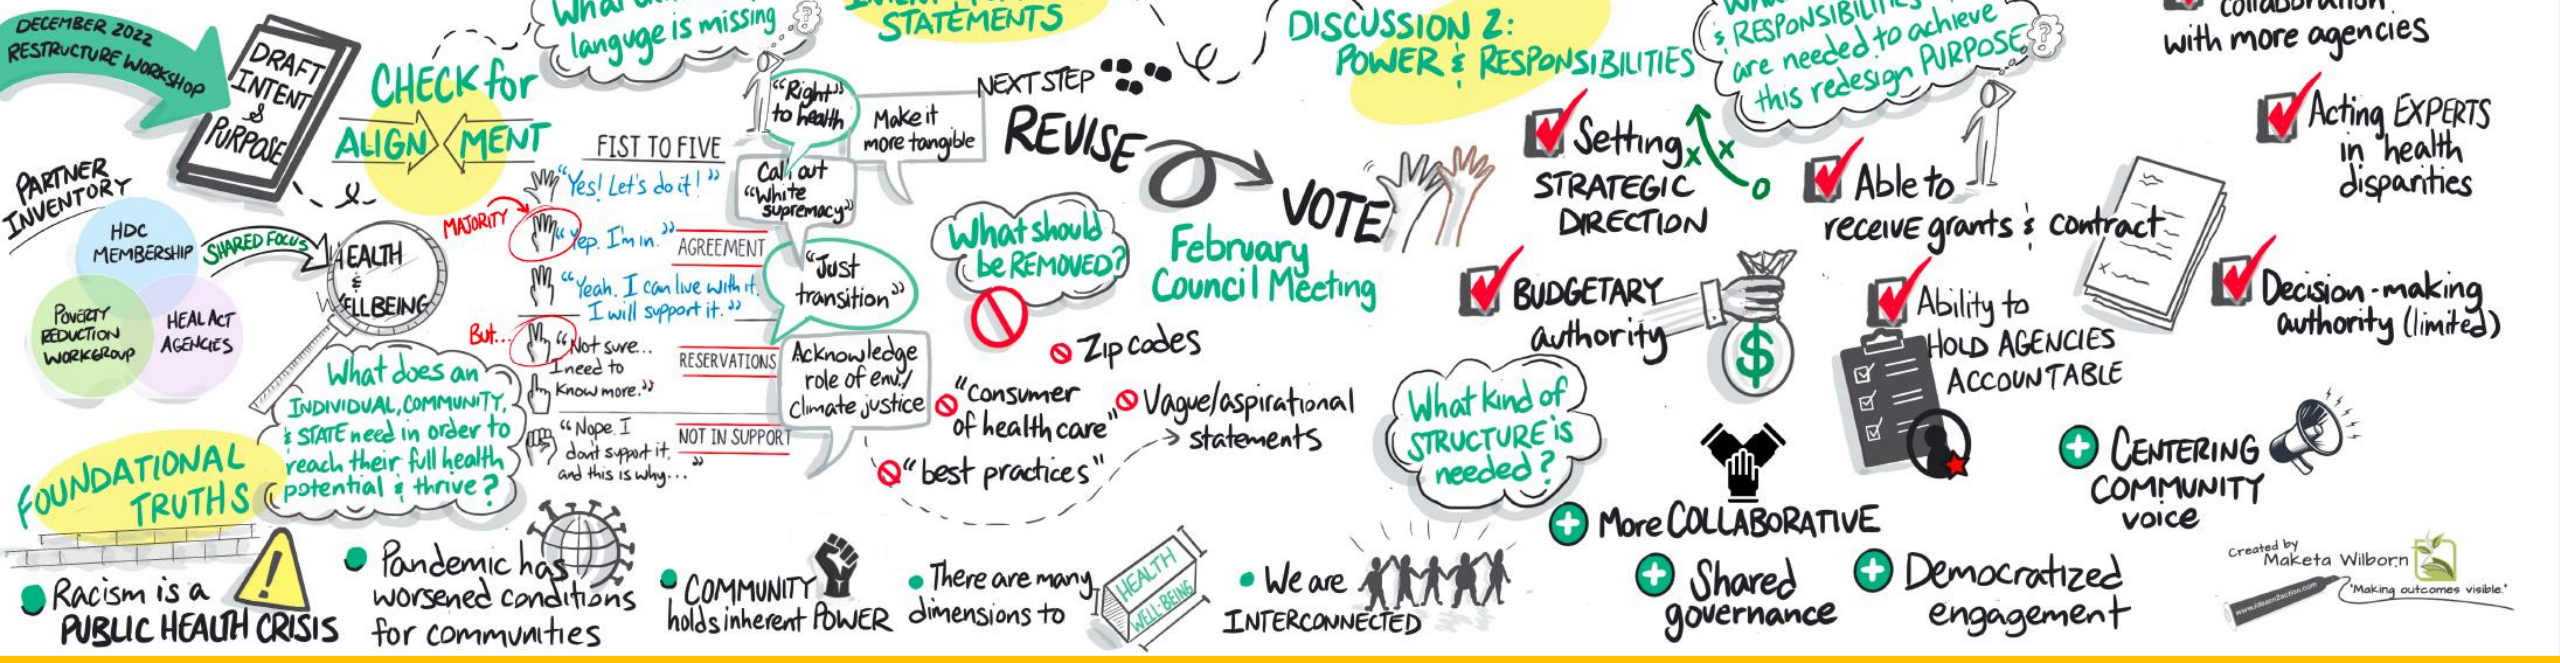 DECEMBER 2022
RESTRUCTURE WORKSHOP
DRAFT
INTENT
&
PURPOSE
PARTNER
INVENTORY
HDC
MEMBERSHIP
POVERTY
REDUCTION
WORKGROUP
HEAL ACT
AGENCIES
SHARED FOCUS
HEALTH
&
WELLBEING
CHECK for
ALIGN MENT
What does an
INDIVIDUAL, COMMUNITY,
& STATE need in order to
reach their full health
potential & thrive?
FIST TO FIVE
"Yes! Let's do it!"
MAJORITY
"Yep. I'm in."
AGREEMENT
"Yeah, I can live with it.
I will support it."
But...
"Not sure...
I need to
know more."
RESERVATIONS
"Nope. I
don't support it,
and this is why..."
NOT IN SUPPORT
languge is missing
STATEMENTS
"Right"
to health
Make it
more tangible
Call out
"White
supremacy"
"Just
transition"
Acknowledge
role of env./
climate justice
NEXT STEP
REVISE
VOTE
February
Council Meeting
What should
be REMOVED?
Zip codes
"Consumer
of health care"
Vague/aspirational
statements
"best practices"
FOUNDATIONAL
TRUTHS
Racism is a
PUBLIC HEALTH CRISIS
Pandemic has
worsened conditions
for communities
COMMUNITY
holds inherent POWER
There are many
dimensions to
HEALTH
WELL-BEING
We are
INTERCONNECTED
DISCUSSION 2:
POWER & RESPONSIBILITIES
& RESPONSIBILITIES
are needed to achieve
this redesign PURPOSE
Setting
STRATEGIC
DIRECTION
BUDGETARY
authority
Able to
receive grants & contract
Ability to
HOLD AGENCIES
ACCOUNTABLE
collaboration
with more agencies
Acting EXPERTS
in health
disparities
Decision-making
authority (limited)
What kind of
STRUCTURE is
needed?
More COLLABORATIVE
Shared
governance
Democratized
engagement
CENTERING
COMMUNITY
voice
Created by
Maketa Wilborn
www.ideasn2action.com
"Making outcomes visible."